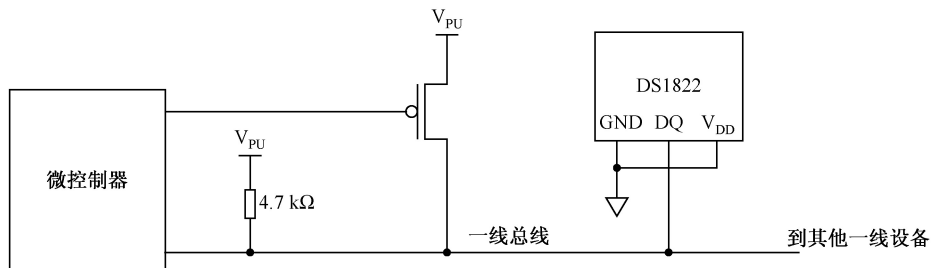 V_PU
DS1822
GND DQ V_DD
V_PU
微控制器
4.7 kΩ
一线总线
到其他一线设备